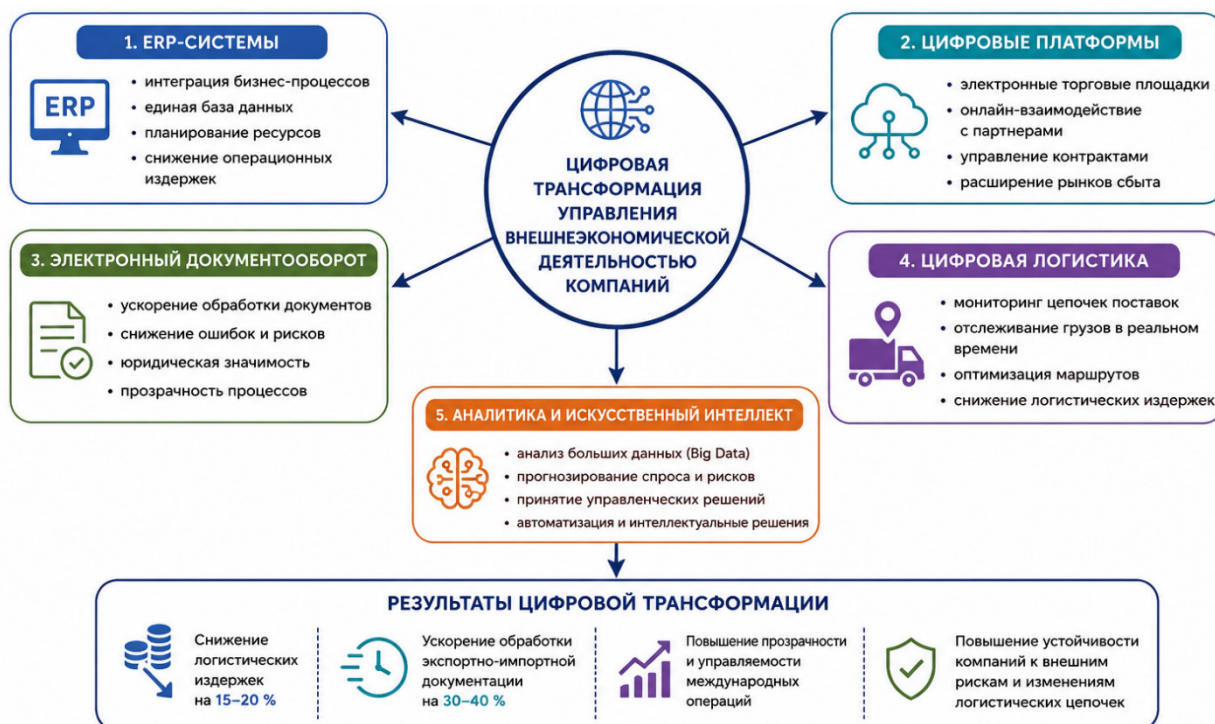 1. ERP-СИСТЕМЫ
ERP
• интеграция бизнес-процессов
• единая база данных
• планирование ресурсов
• снижение операционных
издержек
ЦИФРОВАЯ
ТРАНСФОРМАЦИЯ
УПРАВЛЕНИЯ
ВНЕШНЕЭКОНОМИЧЕСКОЙ
ДЕЯТЕЛЬНОСТЬЮ
КОМПАНИЙ
2. ЦИФРОВЫЕ ПЛАТФОРМЫ
• электронные торговые площадки
• онлайн-взаимодействие
с партнерами
• управление контрактами
• расширение рынков сбыта
3. ЭЛЕКТРОННЫЙ ДОКУМЕНТООБОРОТ
• ускорение обработки документов
• снижение ошибок и рисков
• юридическая значимость
• прозрачность процессов
4. ЦИФРОВАЯ ЛОГИСТИКА
• мониторинг цепочек поставок
• отслеживание грузов в реальном
времени
• оптимизация маршрутов
• снижение логистических издержек
5. АНАЛИТИКА И ИСКУССТВЕННЫЙ ИНТЕЛЛЕКТ
• анализ больших данных (Big Data)
• прогнозирование спроса и рисков
• принятие управленческих решений
• автоматизация и интеллектуальные решения
РЕЗУЛЬТАТЫ ЦИФРОВОЙ ТРАНСФОРМАЦИИ
Снижение
логистических
издержек
на 15–20 %
Ускорение обработки
экспортно-импортной
документации
на 30–40 %
Повышение прозрачности
и управляемости
международных
операций
Повышение устойчивости
компаний к внешним
рискам и изменениям
логистических цепочек